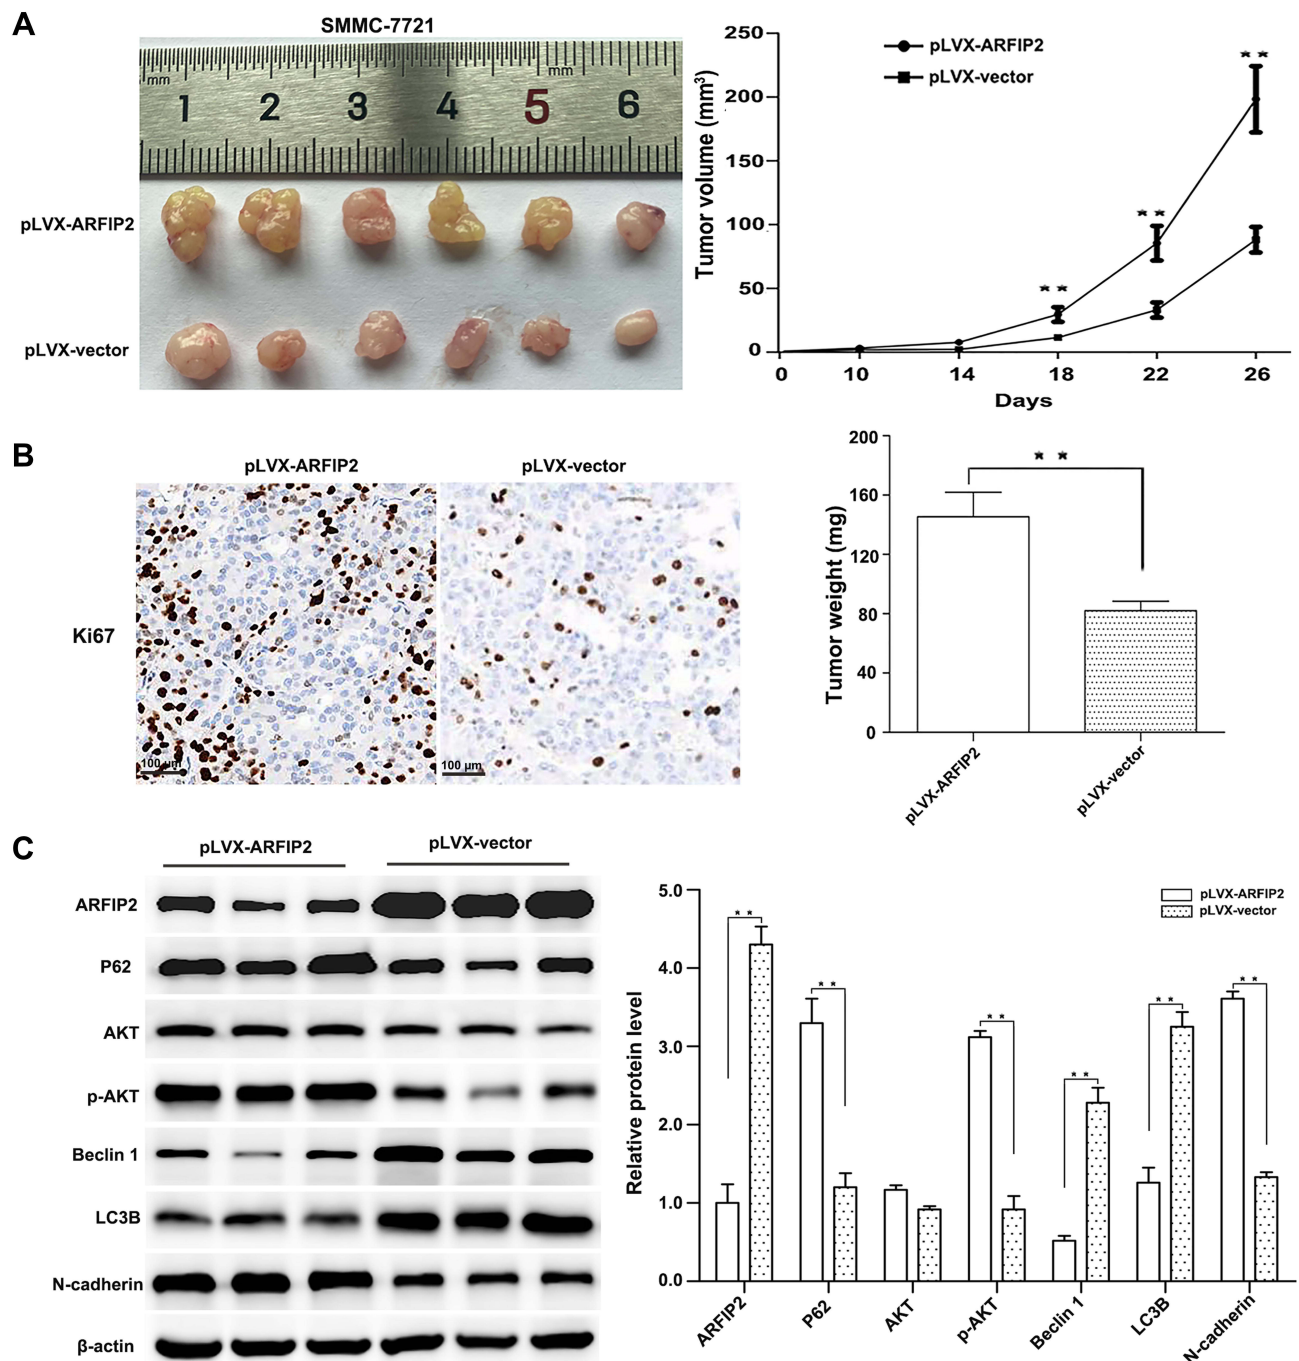 A
SMMC-7721
mm
mm
1 2 3 4 5 6
pLVX-ARFIP2
pLVX-vector
Tumor volume (mm³)
250
200
150
100
50
0
pLVX-ARFIP2
pLVX-vector
* *
* *
* *
0 10 14 18 22 26
Days
B
pLVX-ARFIP2 pLVX-vector
Ki67
100 µm
100 µm
Tumor weight (mg)
200
160
120
80
40
0
* *
pLVX-ARFIP2
pLVX-vector
C
pLVX-ARFIP2 pLVX-vector
ARFIP2
P62
AKT
p-AKT
Beclin 1
LC3B
N-cadherin
β-actin
Relative protein level
5.0
4.0
3.0
2.0
1.0
0.0
pLVX-ARFIP2
pLVX-vector
* *
* *
* *
* *
* *
* *
ARFIP2
P62
AKT
p-AKT
Beclin 1
LC3B
N-cadherin